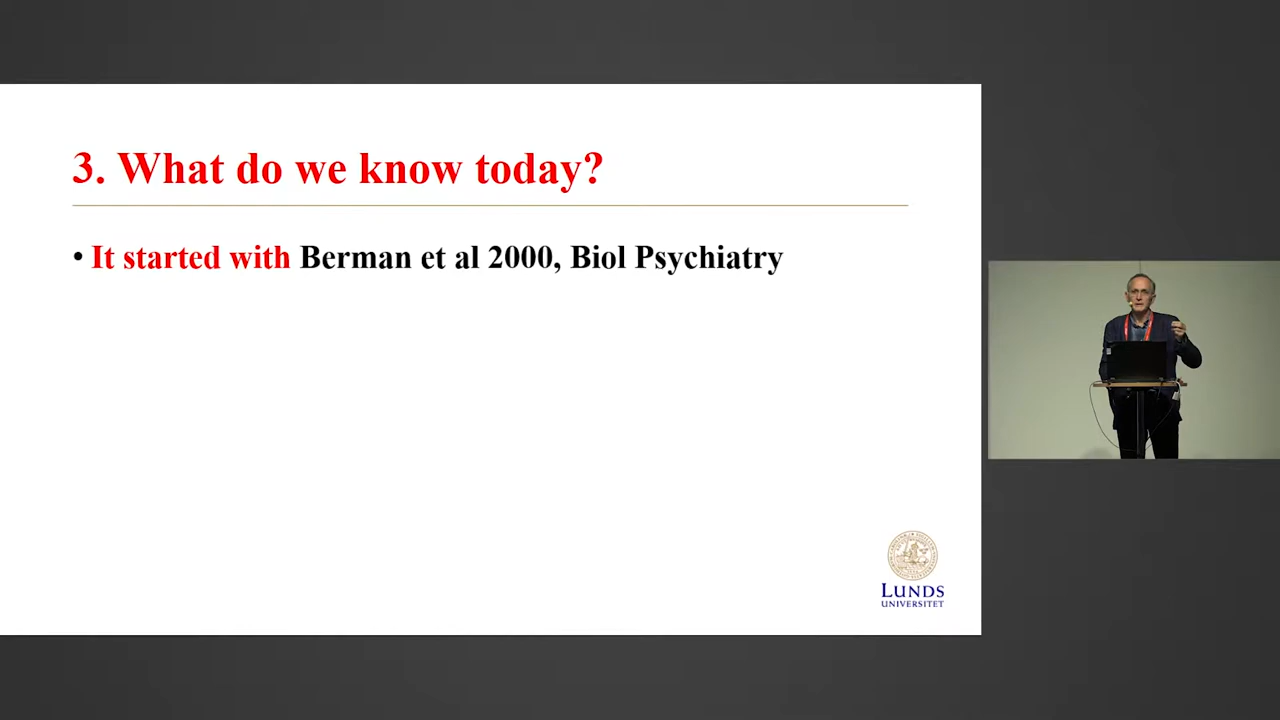 3. What do we know today?
• It started with Berman et al 2000, Biol Psychiatry
LUNDS
UNIVERSITET